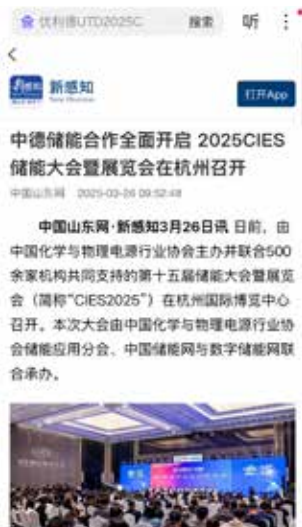 优利德UTD2025C 搜索 听
新感知
打开App
中德储能合作全面开启 2025CIES
储能大会暨展览会在杭州召开
中国山东网 2025-03-26 09:52:48
中国山东网·新感知3月26日讯 日前，由
中国化学与物理电源行业协会主办并联合500
余家机构共同支持的第十五届储能大会暨展览
会（简称“CIES2025”）在杭州国际博览中心
召开。本次大会由中国化学与物理电源行业协
会储能应用分会、中国储能网与数字储能网联
合承办。